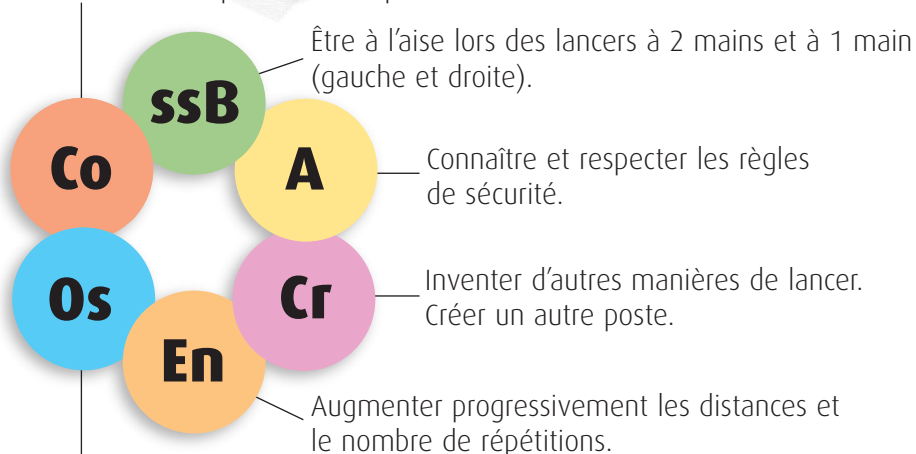 Être à l'aise lors des lancers à 2 mains et à 1 main
(gauche et droite).
ssB
Co
A
Connaître et respecter les règles
de sécurité.
Os
Cr
Inventer d'autres manières de lancer.
Créer un autre poste.
En
Augmenter progressivement les distances et
le nombre de répétitions.